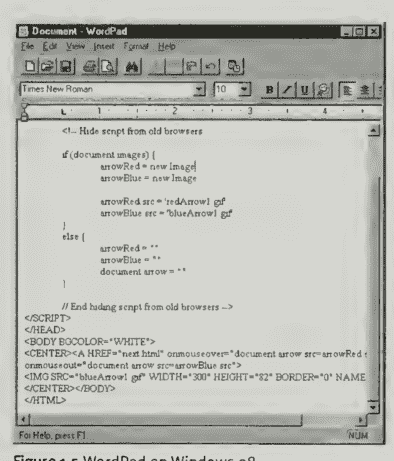 Document - WordPad
File Edit View Insert Format Help
Times New Roman 10 B I U
1 2 3 4
<!-- Hide script from old browsers
if (document images) {
arrowRed = new Image
arrowBlue = new Image
arrowRed src = 'redArrow1 gif'
arrowBlue src = 'blueArrow1 gif'
}
else {
arrowRed = ""
arrowBlue = ""
document arrow = ""
}
// End hiding script from old browsers -->
</SCRIPT>
</HEAD>
<BODY BGCOLOR="WHITE">
<CENTER><A HREF="next html" onmouseover="document arrow src=arrowRed s
onmouseout="document arrow src=arrowBlue src">
<IMG SRC="blueArrow1 gif" WIDTH="300" HEIGHT="82" BORDER="0" NAME
</CENTER></BODY>
</HTML>
For Help, press F1 NUM
Figure 1.5 WordPad on Windows 98